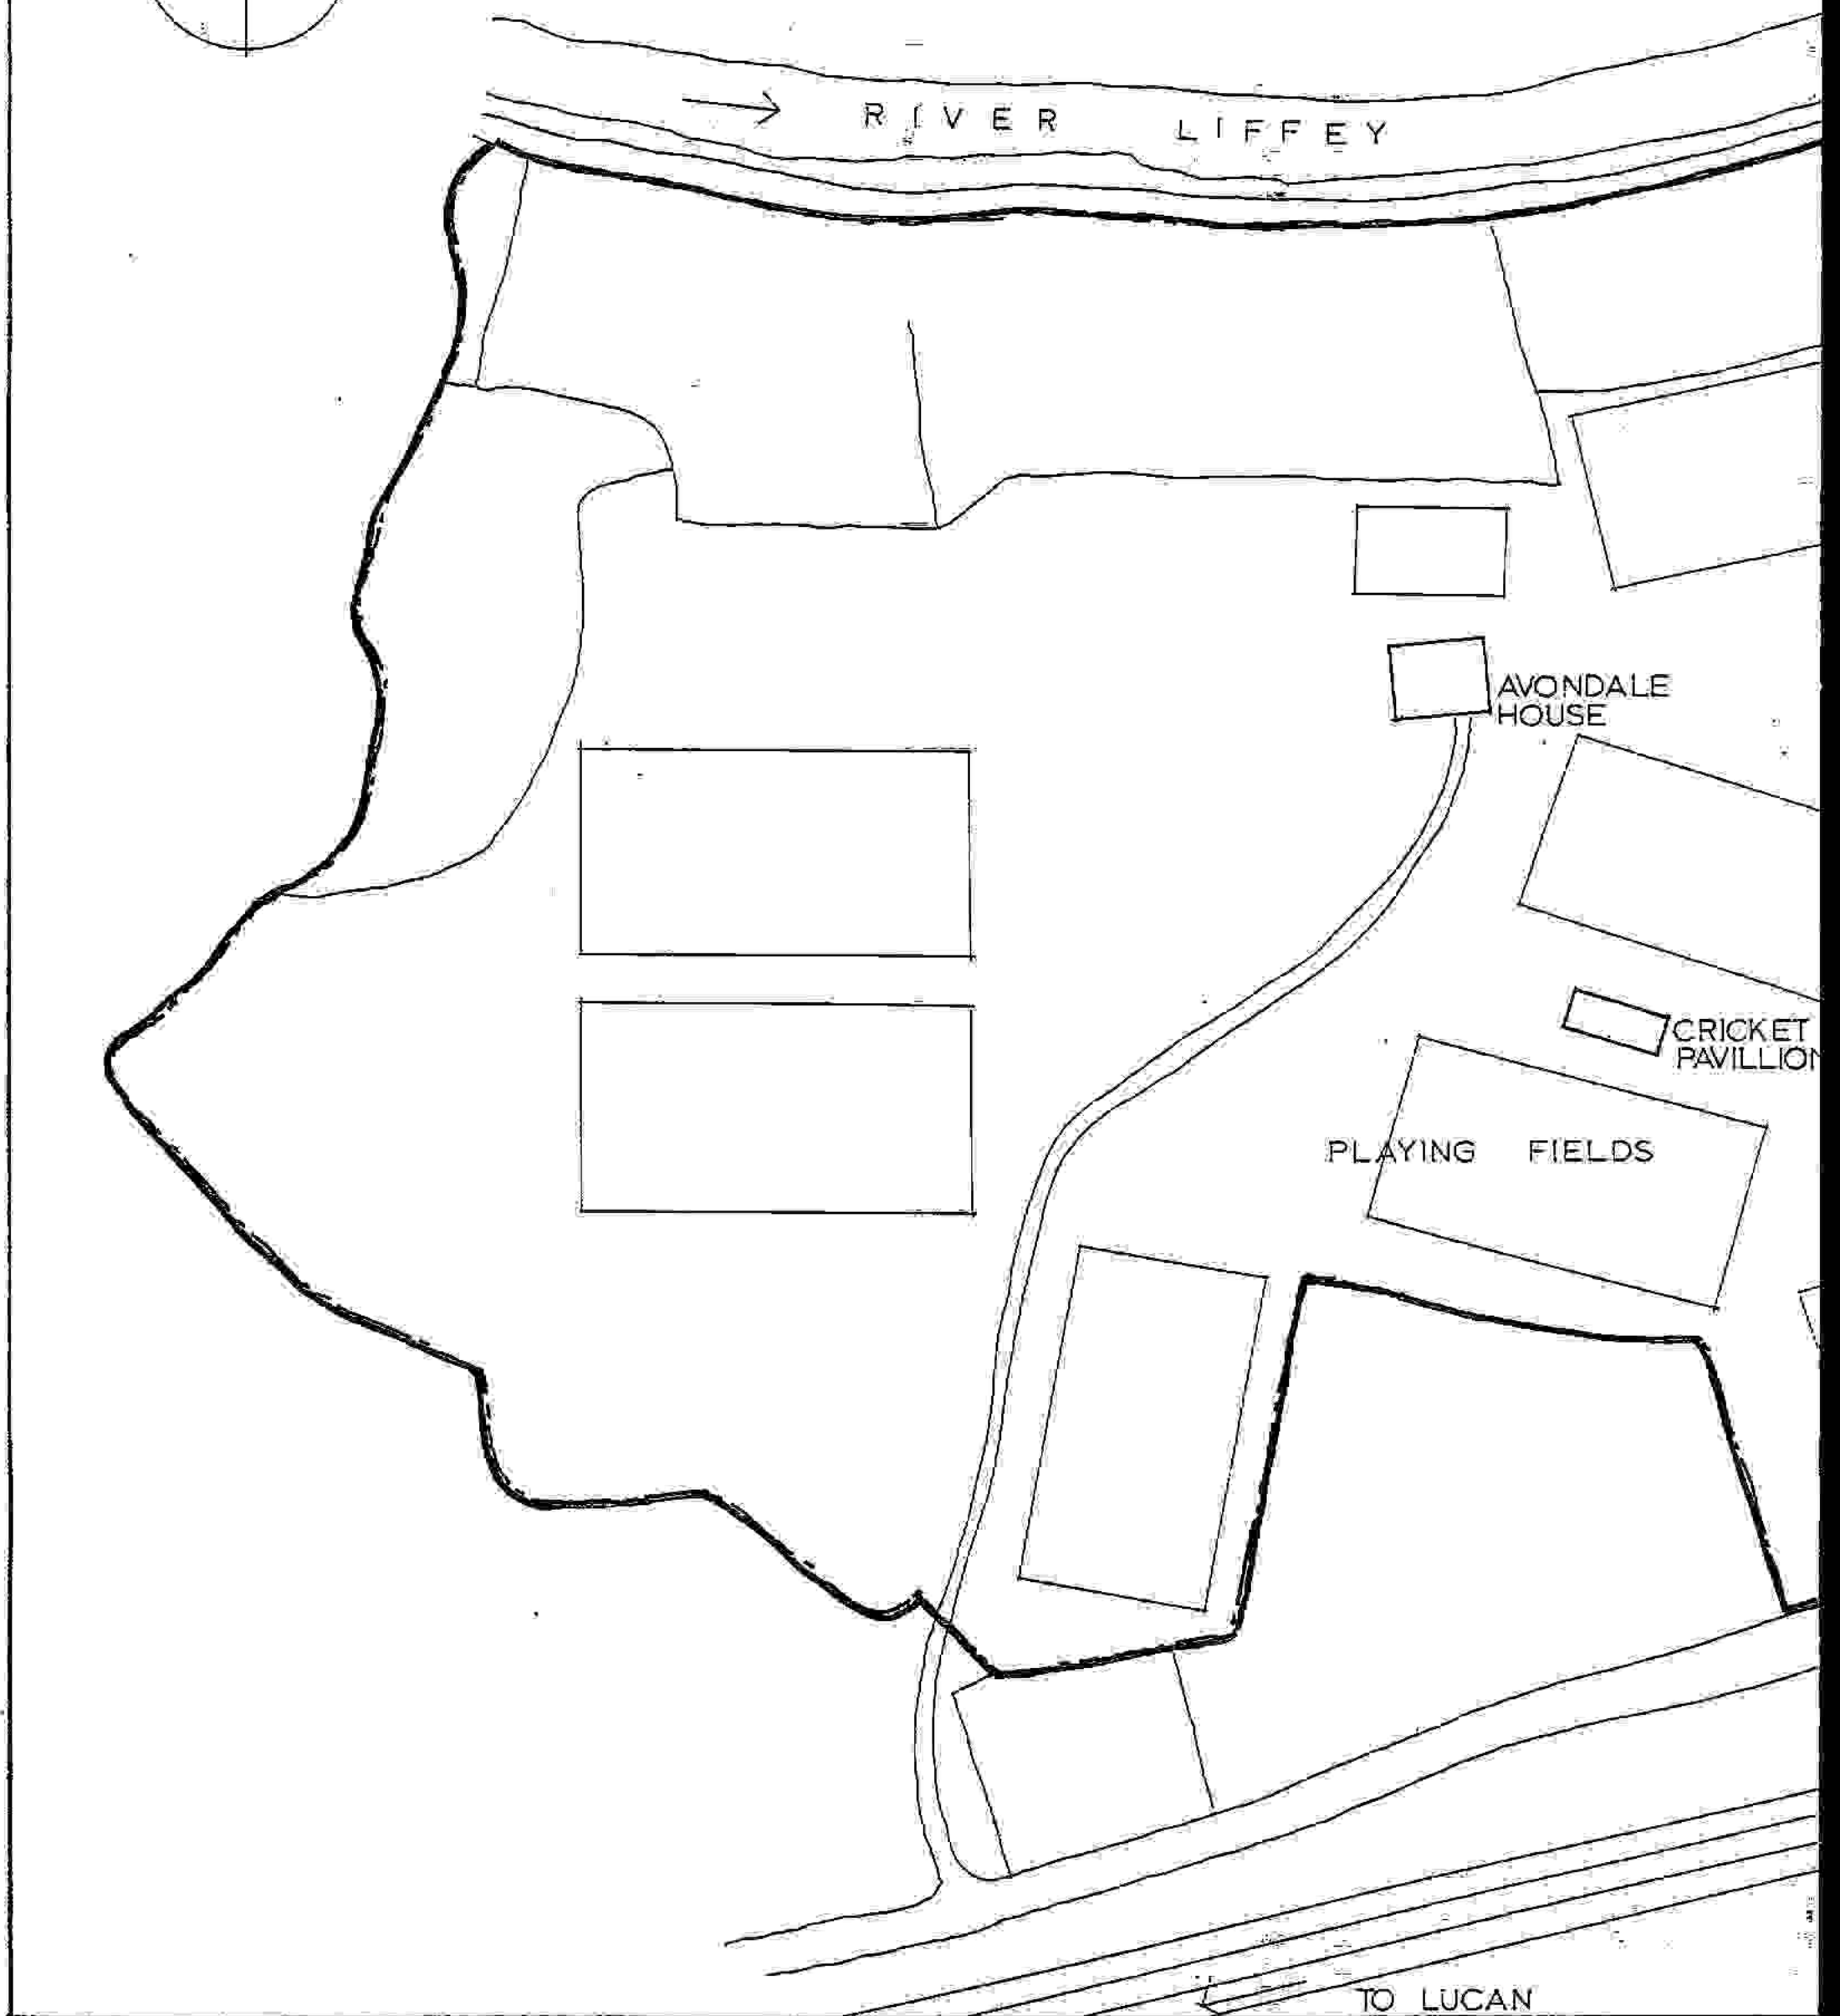 RIVER LIFFEY
AVONDALE
HOUSE
CRICKET
PAVILLION
PLAYING FIELDS
TO LUCAN